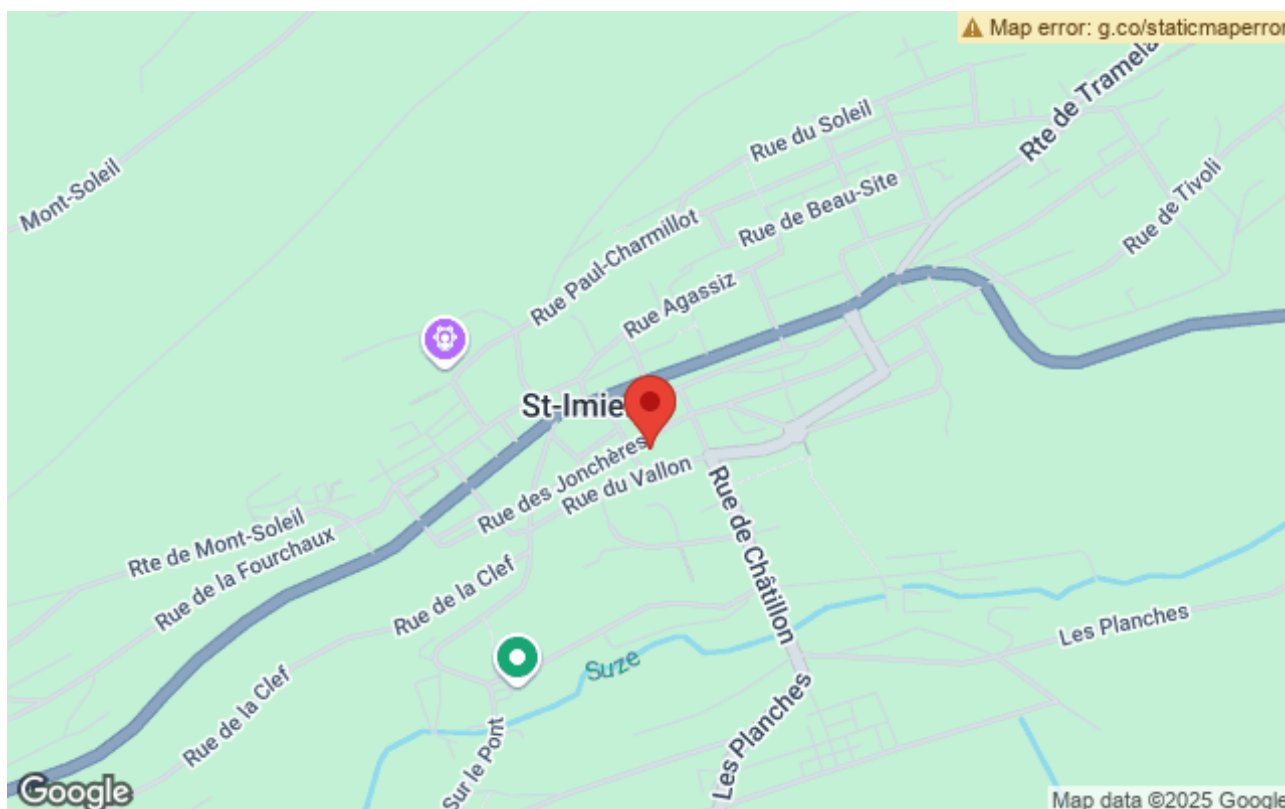 Map error: g.co/staticmaperror
Rte de Tramela
Rue du Soleil
Mont-Soleil
Rue de Beau-Site
Rue de Tivoli
Rue Paul-Charmillot
Rue Agassiz
St-Imie
Rue des Jonchères
Rue du Vallon
Rue de Châtillon
Rte de Mont-Soleil
Rue de la Fourchaux
Rue de la Clef
Les Planches
Suze
Rue de la Clef
Les Planches
Sur le Pont
Google
Map data ©2025 Google